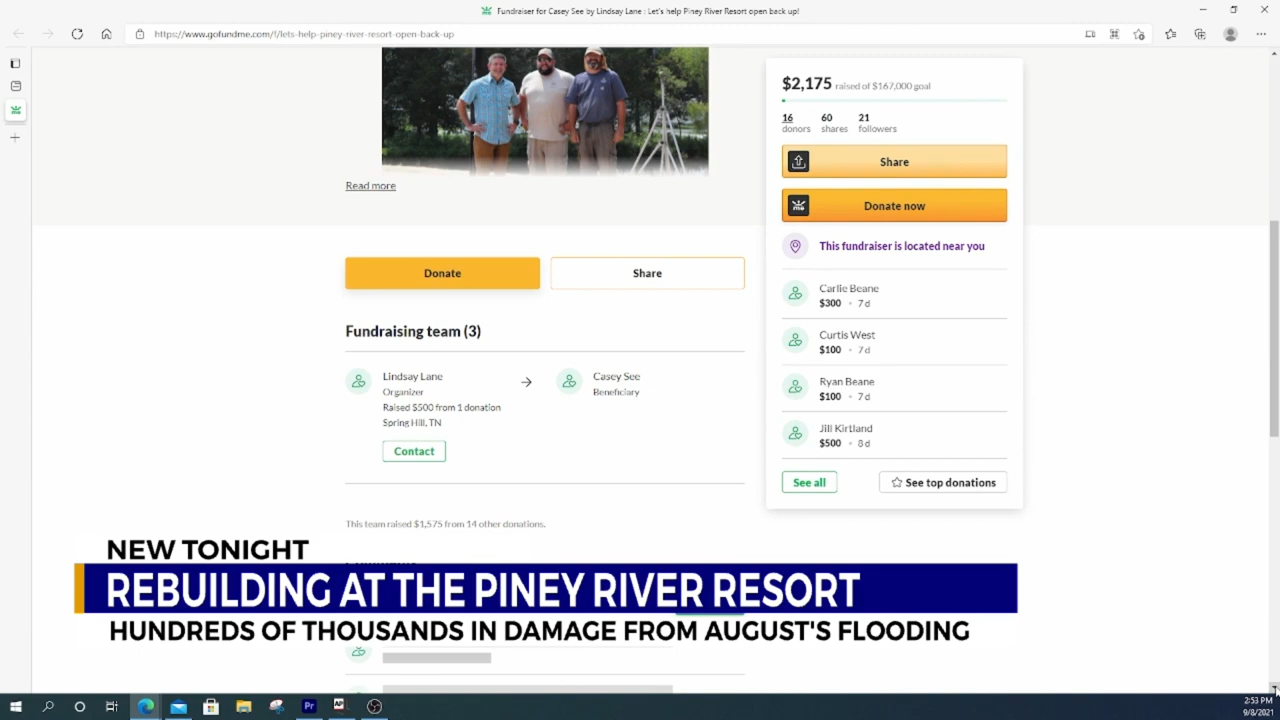 Fundraiser for Casey See by Lindsay Lane : Let's help Piney River Resort open back up!
https://www.gofundme.com/f/lets-help-piney-river-resort-open-back-up
Read more
Donate
Share
Fundraising team (3)
Lindsay Lane
Organizer
Raised $500 from 1 donation
Spring Hill, TN
Contact
Casey See
Beneficiary
This team raised $1,575 from 14 other donations.
$2,175 raised of $167,000 goal
16 donors
60 shares
21 followers
Share
Donate now
This fundraiser is located near you
Carlie Beane
$300 • 7 d
Curtis West
$100 • 7 d
Ryan Beane
$100 • 7 d
Jill Kirtland
$500 • 8 d
See all
See top donations
NEW TONIGHT
REBUILDING AT THE PINEY RIVER RESORT
HUNDREDS OF THOUSANDS IN DAMAGE FROM AUGUST'S FLOODING
2:53 PM
9/8/2021